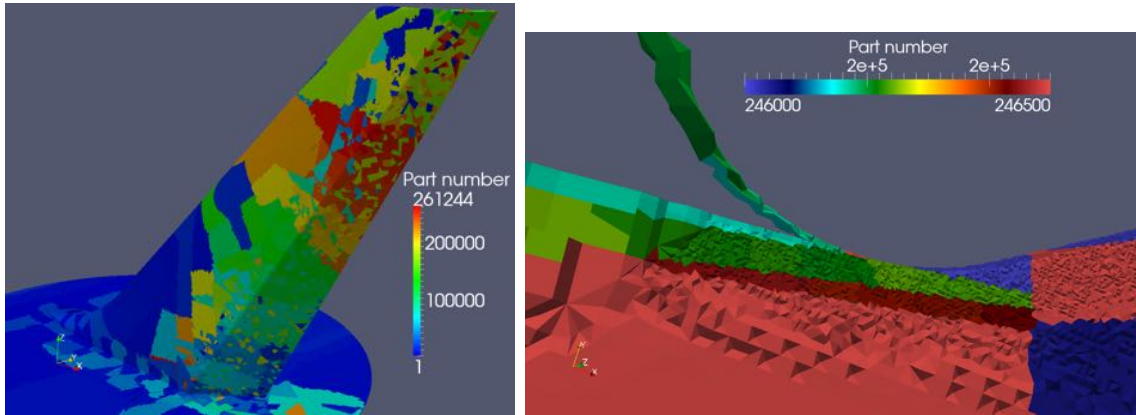 Part number
261244
200000
100000
1
Z
Y
X
Part number
2e+5 2e+5
246000 246500
Z
X